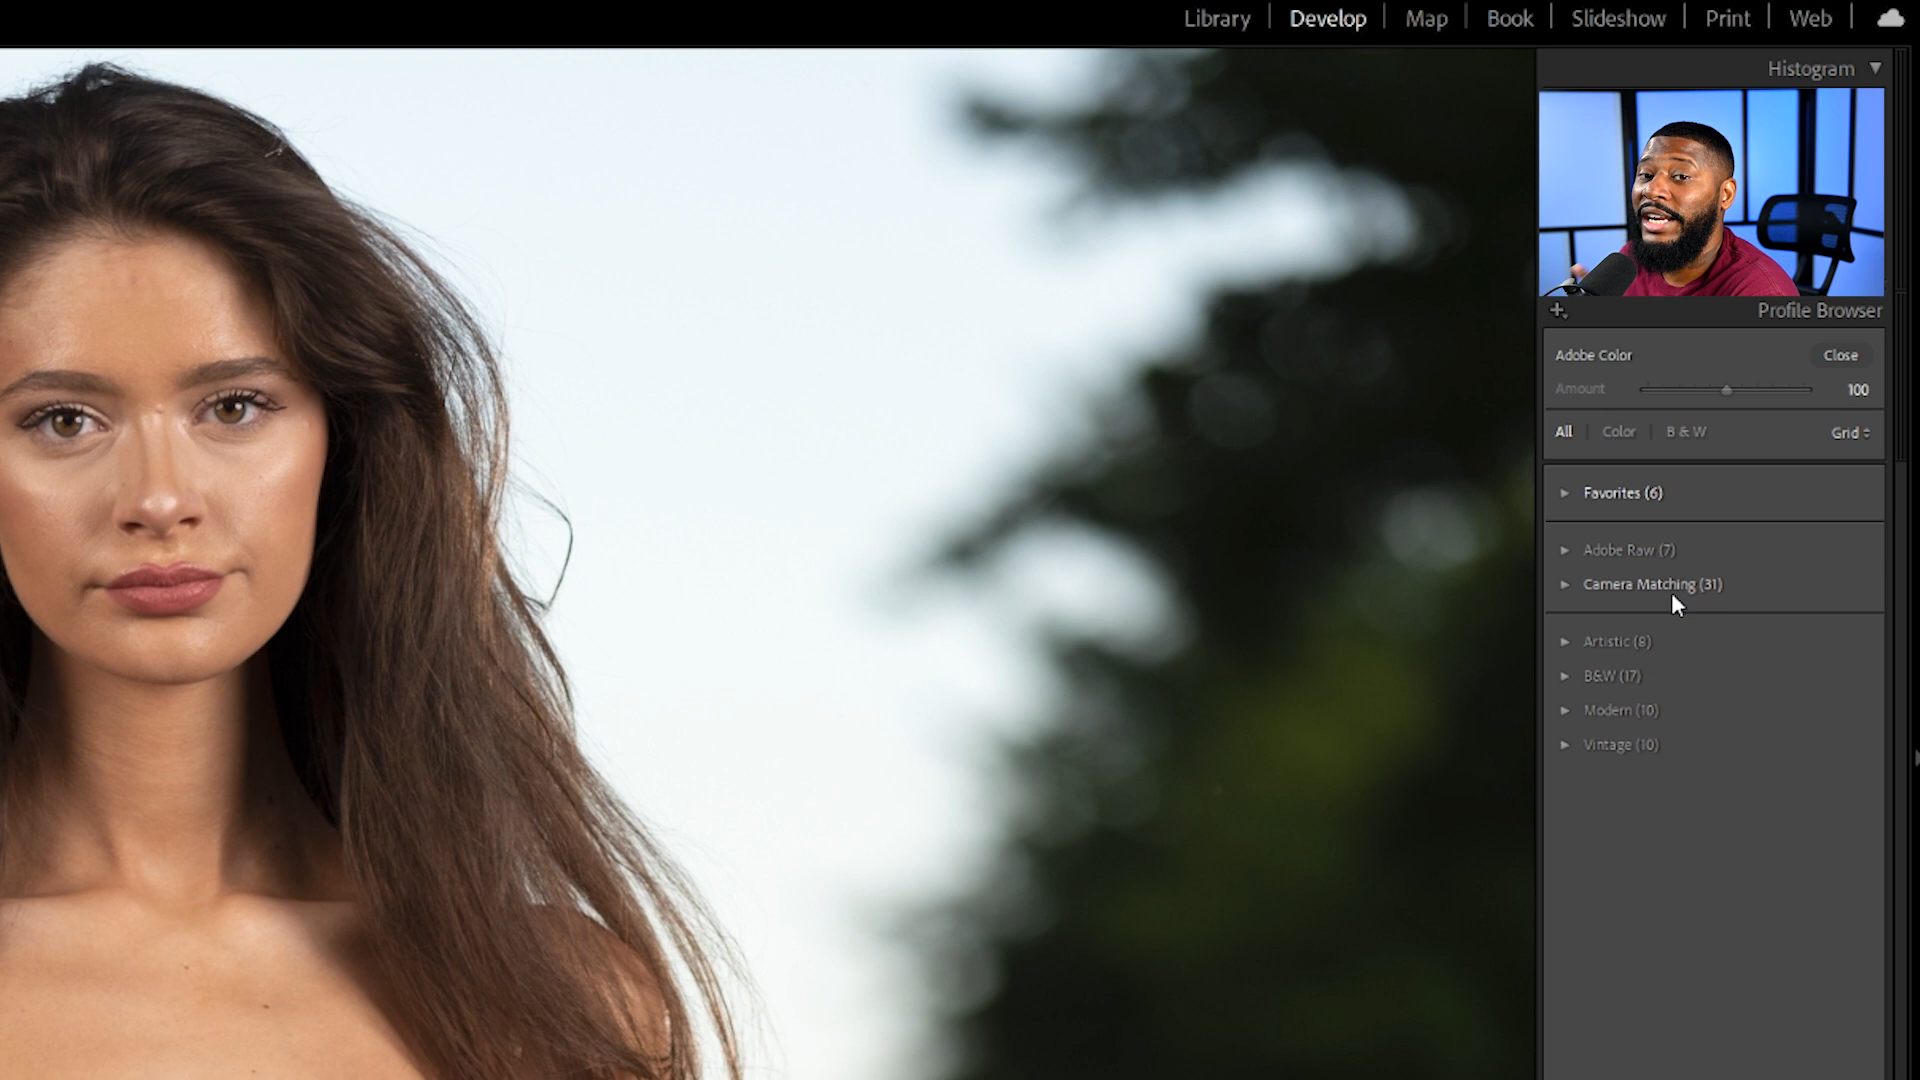 Library | Develop | Map | Book | Slideshow | Print | Web |
Histogram
Profile Browser
Adobe Color Close
Amount 100
All | Color | B & W Grid
Favorites (6)
Adobe Raw (7)
Camera Matching (31)
Artistic (8)
B&W (17)
Modern (10)
Vintage (10)